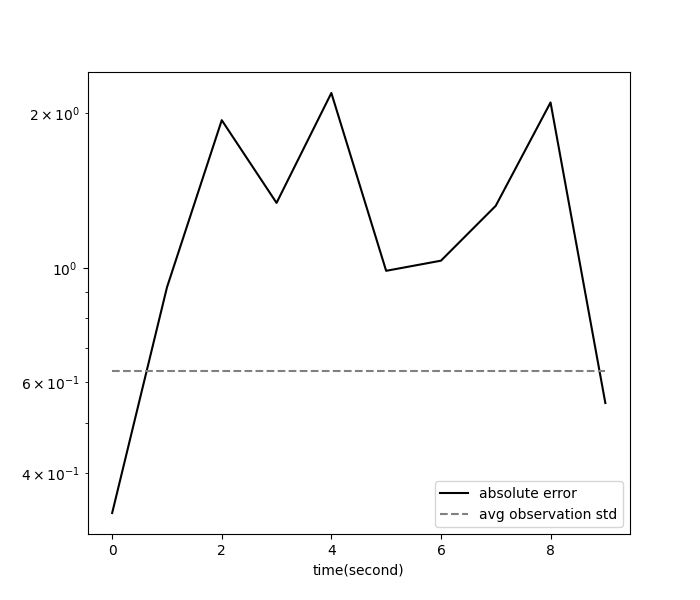 2 × 10⁰
10⁰
6 × 10⁻¹
4 × 10⁻¹
absolute error
avg observation std
0 2 4 6 8
time(second)